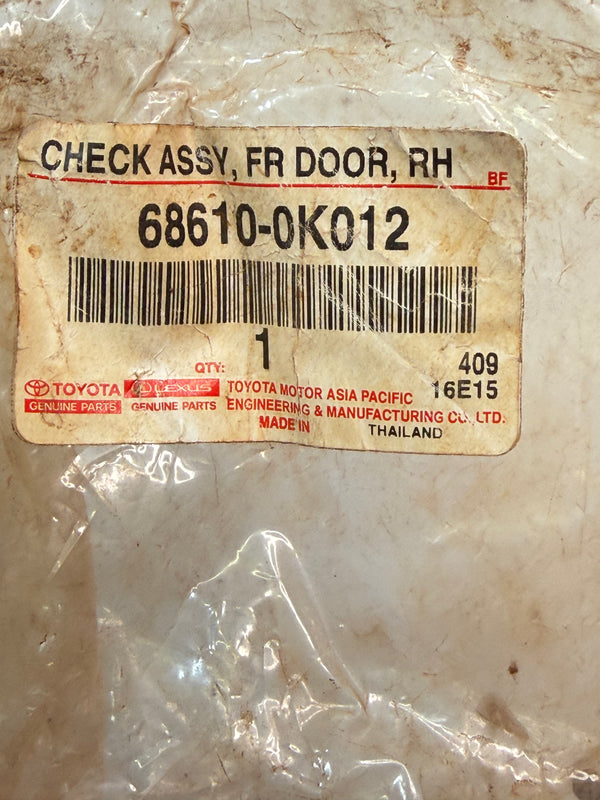 CHECK ASSY, FR DOOR, RH
BF
68610-0K012
QTY: 1
409
16E15
TOYOTA
GENUINE PARTS
LEXUS
GENUINE PARTS
TOYOTA MOTOR ASIA PACIFIC
ENGINEERING & MANUFACTURING CO., LTD.
MADE IN THAILAND